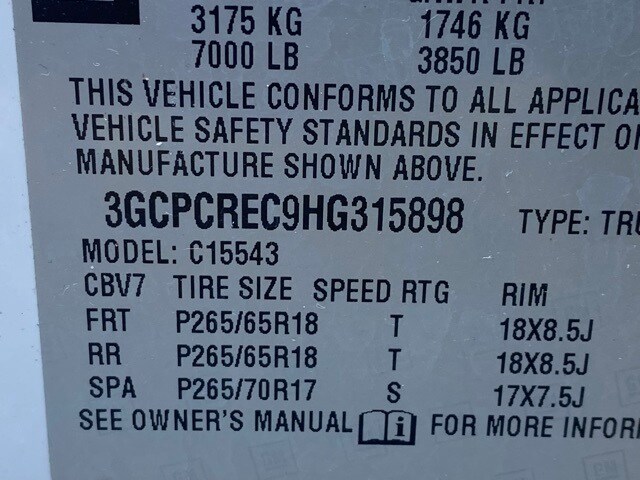 3175 KG 1746 KG
7000 LB 3850 LB
THIS VEHICLE CONFORMS TO ALL APPLICA
VEHICLE SAFETY STANDARDS IN EFFECT O
MANUFACTURE SHOWN ABOVE.
3GCPCREC9HG315898 TYPE: TRU
MODEL: C15543
CBV7 TIRE SIZE SPEED RTG RIM
FRT P265/65R18 T 18X8.5J
RR P265/65R18 T 18X8.5J
SPA P265/70R17 S 17X7.5J
SEE OWNER'S MANUAL i FOR MORE INFOR